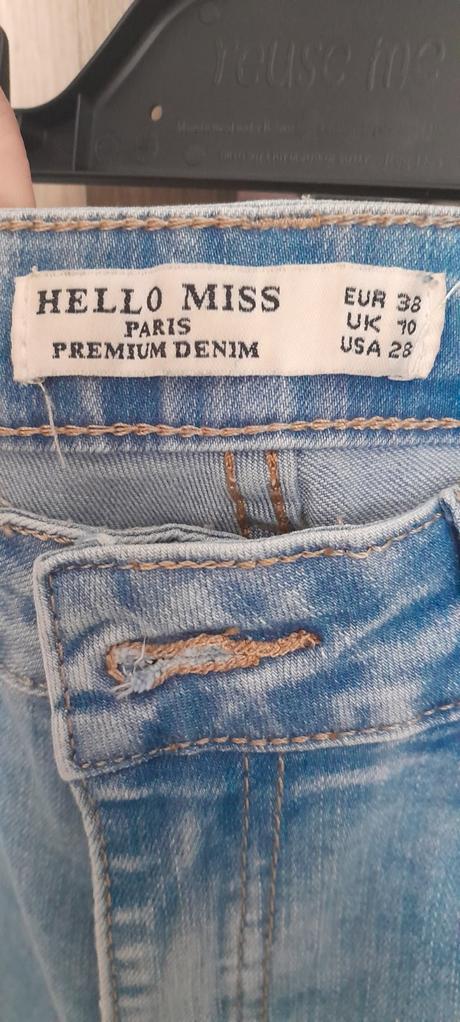 reuse me
HELLO MISS
PARIS
PREMIUM DENIM
EUR 38
UK 10
USA 28